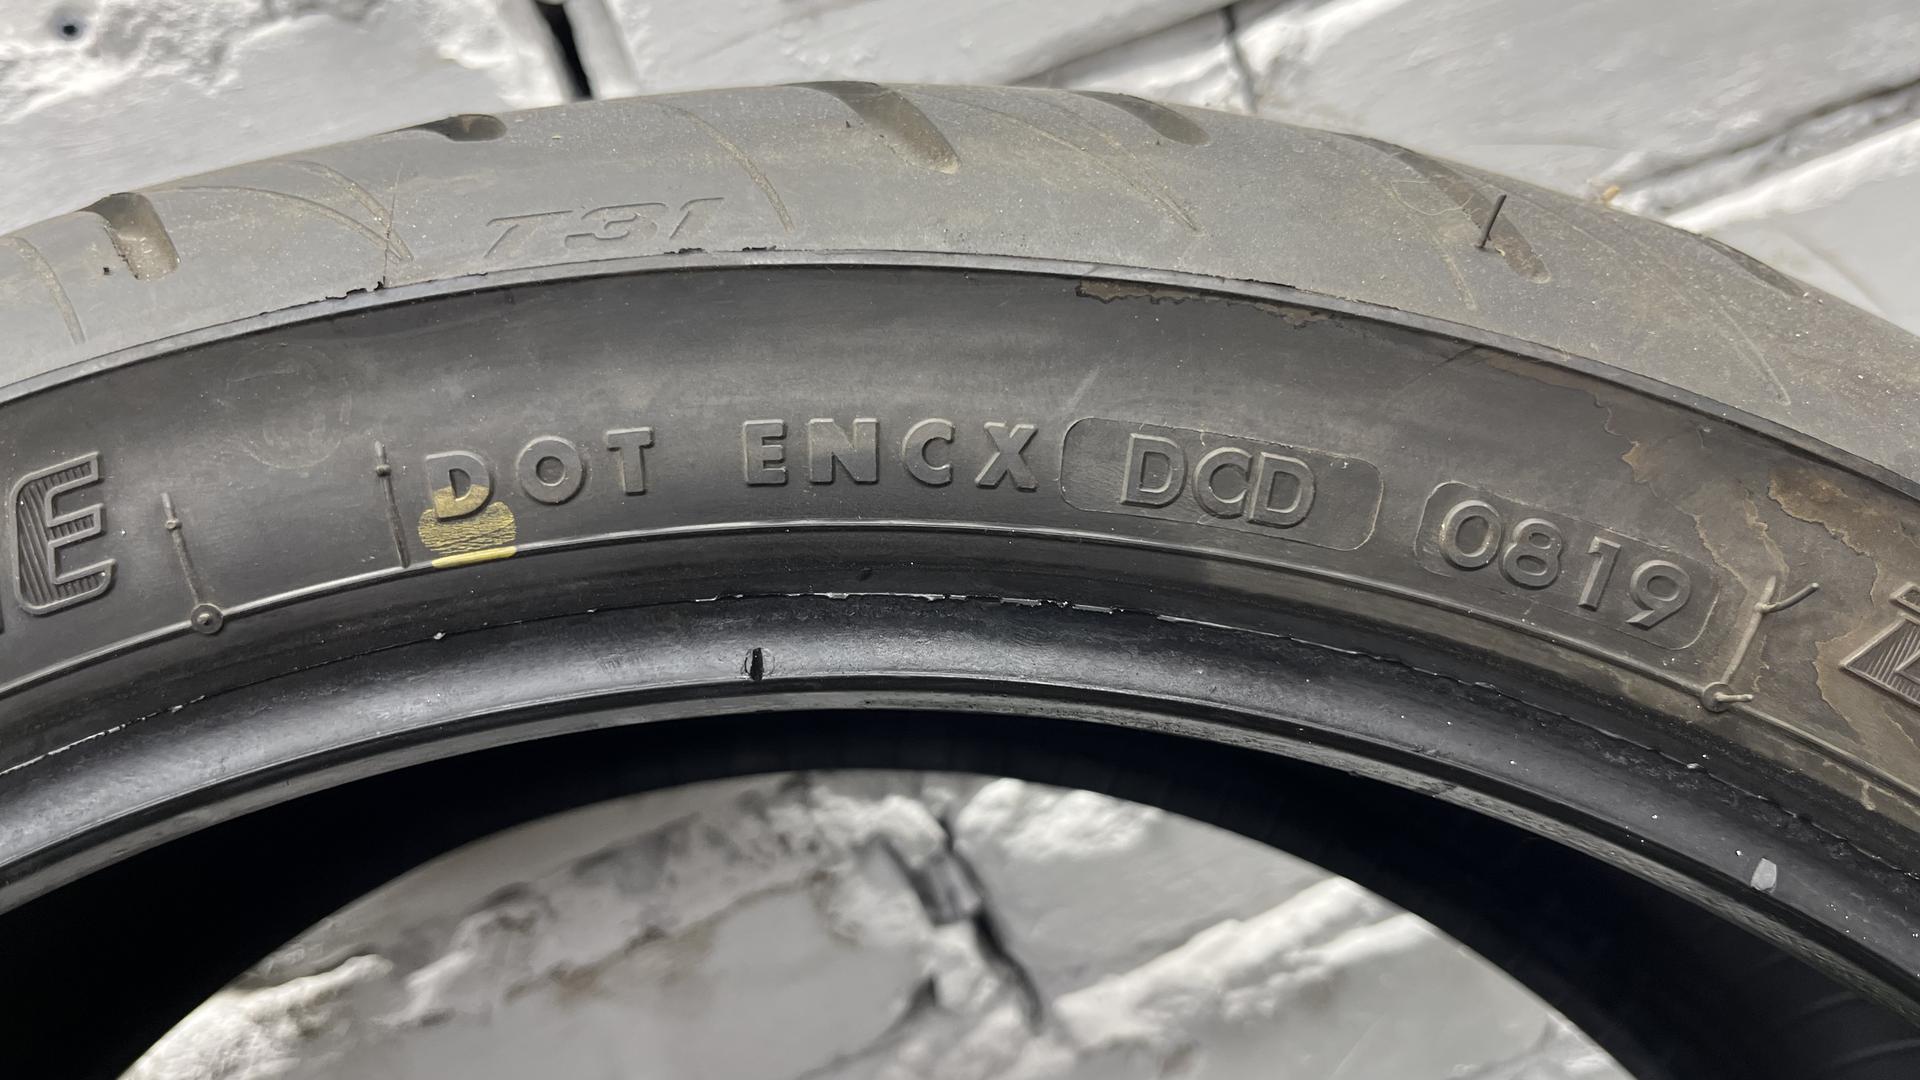 T31
E DOT ENCX DCD 0819